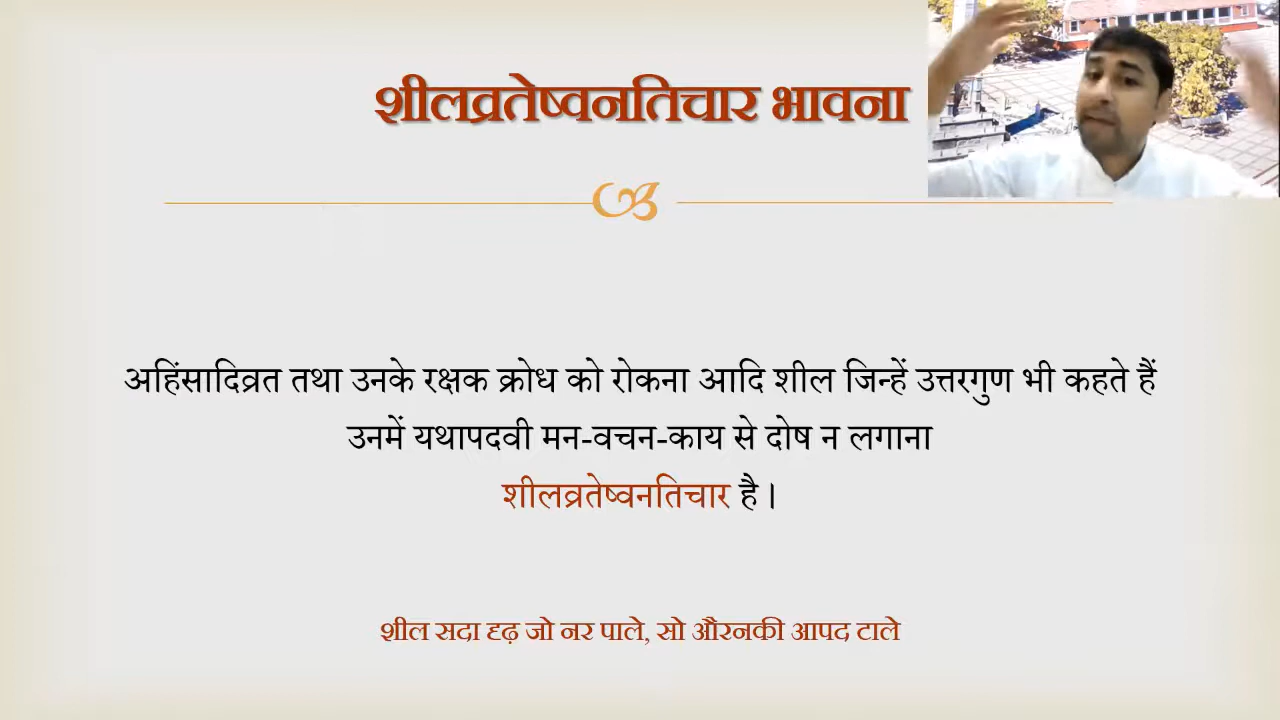 शीलव्रतेष्वनतिचार भावना
अहिंसादिव्रत तथा उनके रक्षक क्रोध को रोकना आदि शील जिन्हें उत्तरगुण भी कहते हैं
उनमें यथापदवी मन-वचन-काय से दोष न लगाना
शीलव्रतेष्वनतिचार है ।
शील सदा दृढ़ जो नर पाले, सो औरनकी आपद टाले